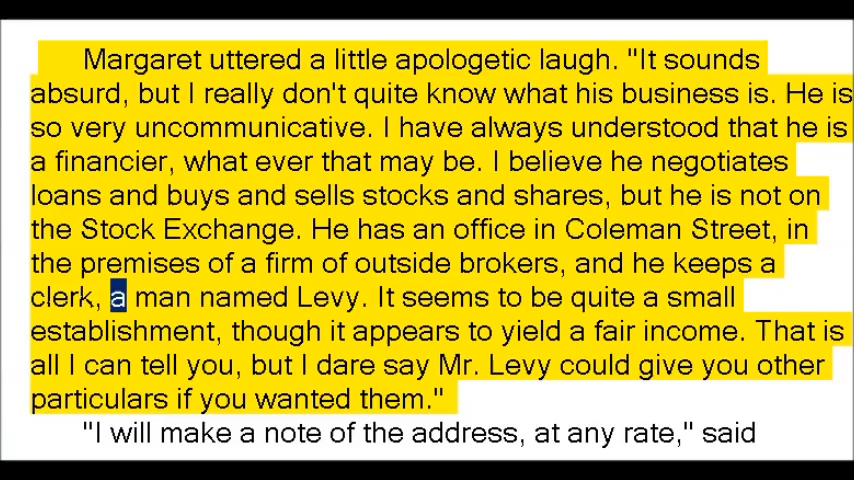 Margaret uttered a little apologetic laugh. "It sounds
absurd, but I really don't quite know what his business is. He is
so very uncommunicative. I have always understood that he is
a financier, what ever that may be. I believe he negotiates
loans and buys and sells stocks and shares, but he is not on
the Stock Exchange. He has an office in Coleman Street, in
the premises of a firm of outside brokers, and he keeps a
clerk, a man named Levy. It seems to be quite a small
establishment, though it appears to yield a fair income. That is
all I can tell you, but I dare say Mr. Levy could give you other
particulars if you wanted them."
"I will make a note of the address, at any rate," said